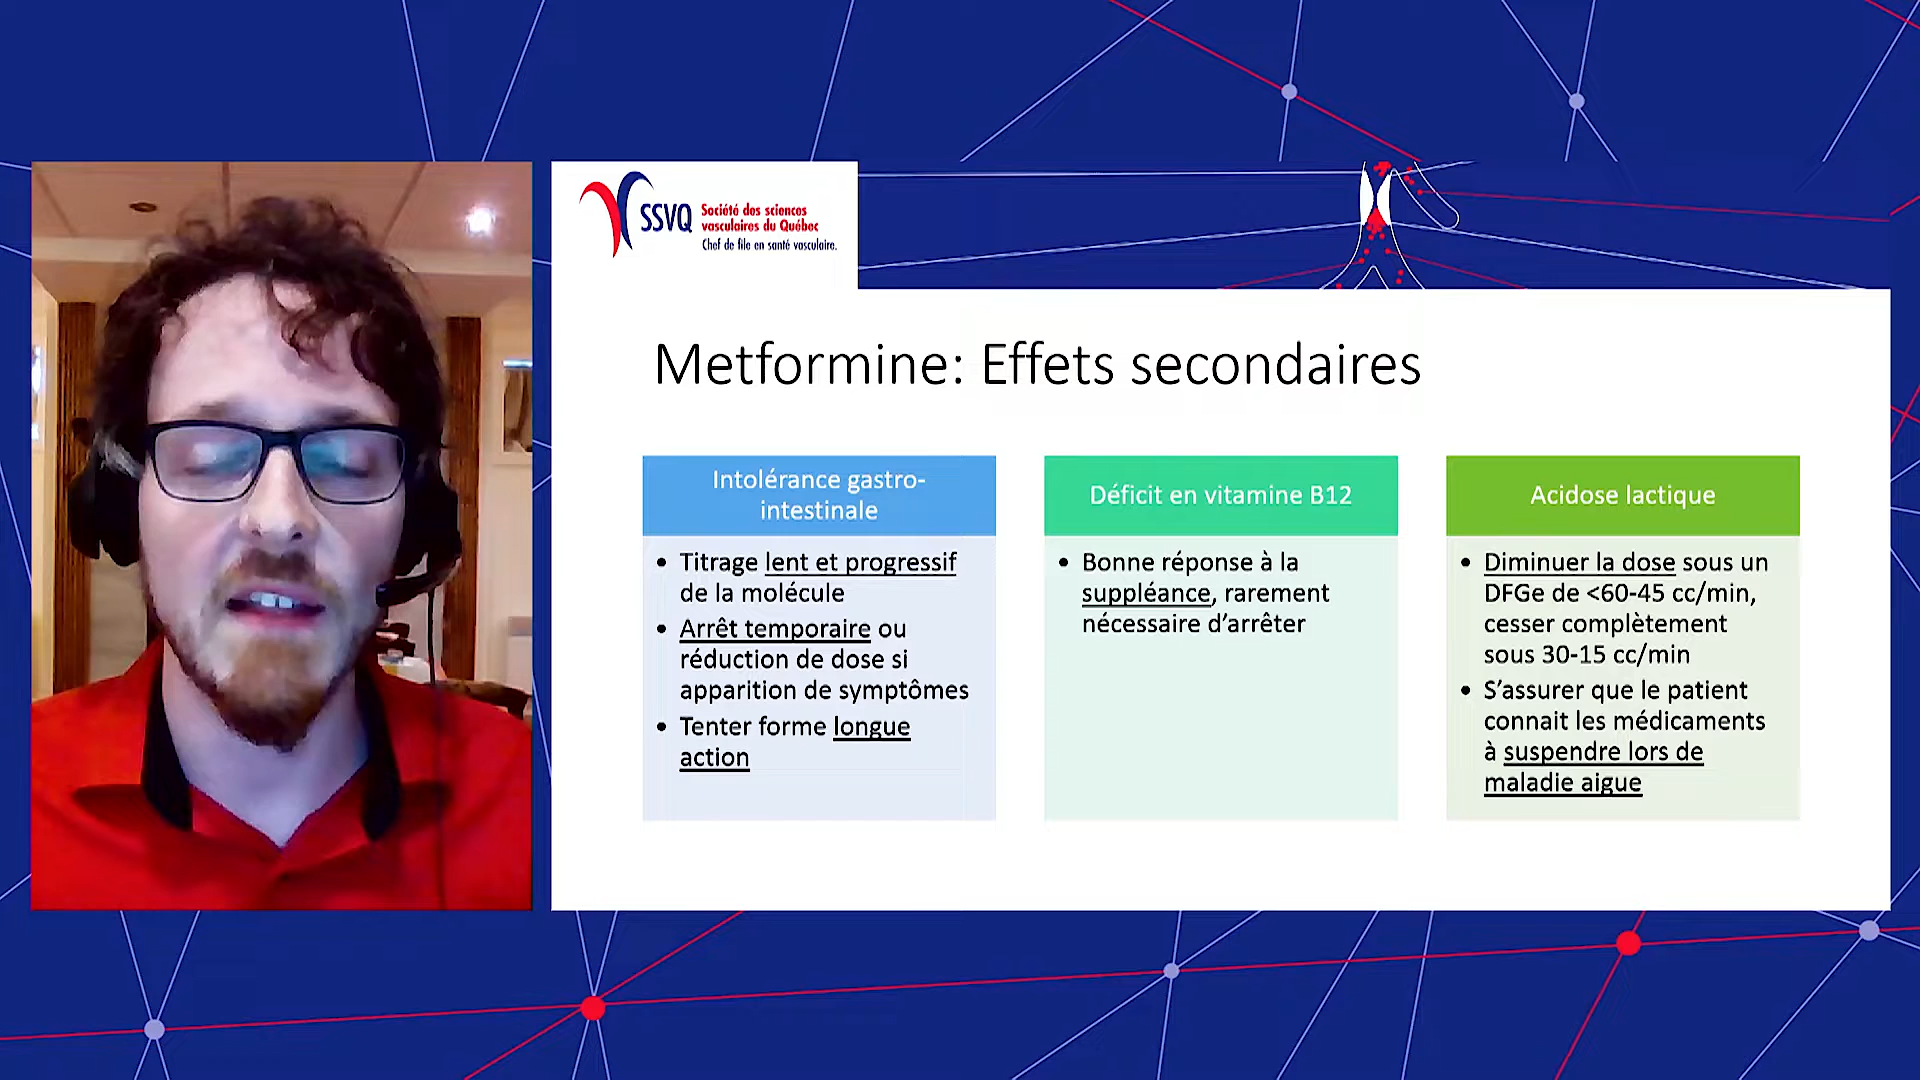 SSVQ
Société des sciences
vasculaires du Québec
Chef de file en santé vasculaire.
Metformine: Effets secondaires
Intolérance gastro-
intestinale
• Titrage lent et progressif
de la molécule
• Arrêt temporaire ou
réduction de dose si
apparition de symptômes
• Tenter forme longue
action
Déficit en vitamine B12
• Bonne réponse à la
suppléance, rarement
nécessaire d'arrêter
Acidose lactique
• Diminuer la dose sous un
DFGe de <60-45 cc/min,
cesser complètement
sous 30-15 cc/min
• S'assurer que le patient
connait les médicaments
à suspendre lors de
maladie aigue